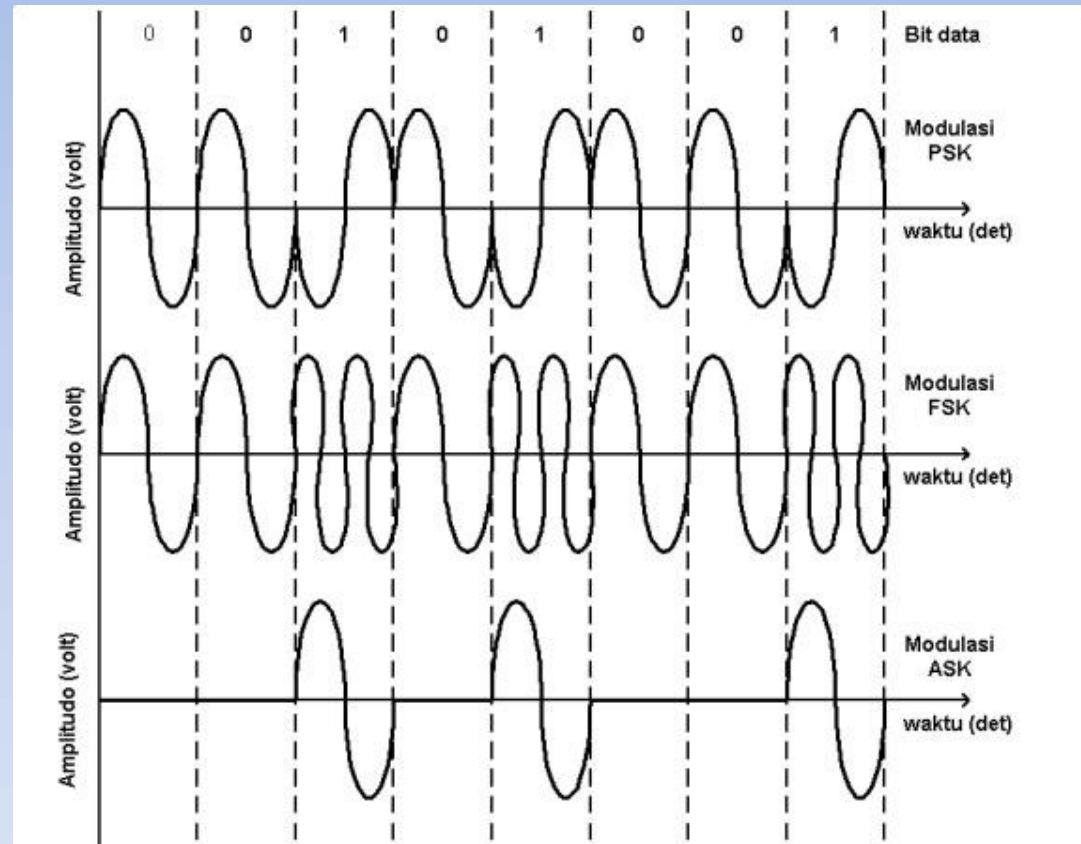 0 0 1 0 1 0 0 1 Bit data
Modulasi
PSK
Amplitudo (volt)
waktu (det)
Modulasi
FSK
Amplitudo (volt)
waktu (det)
Modulasi
ASK
Amplitudo (volt)
waktu (det)